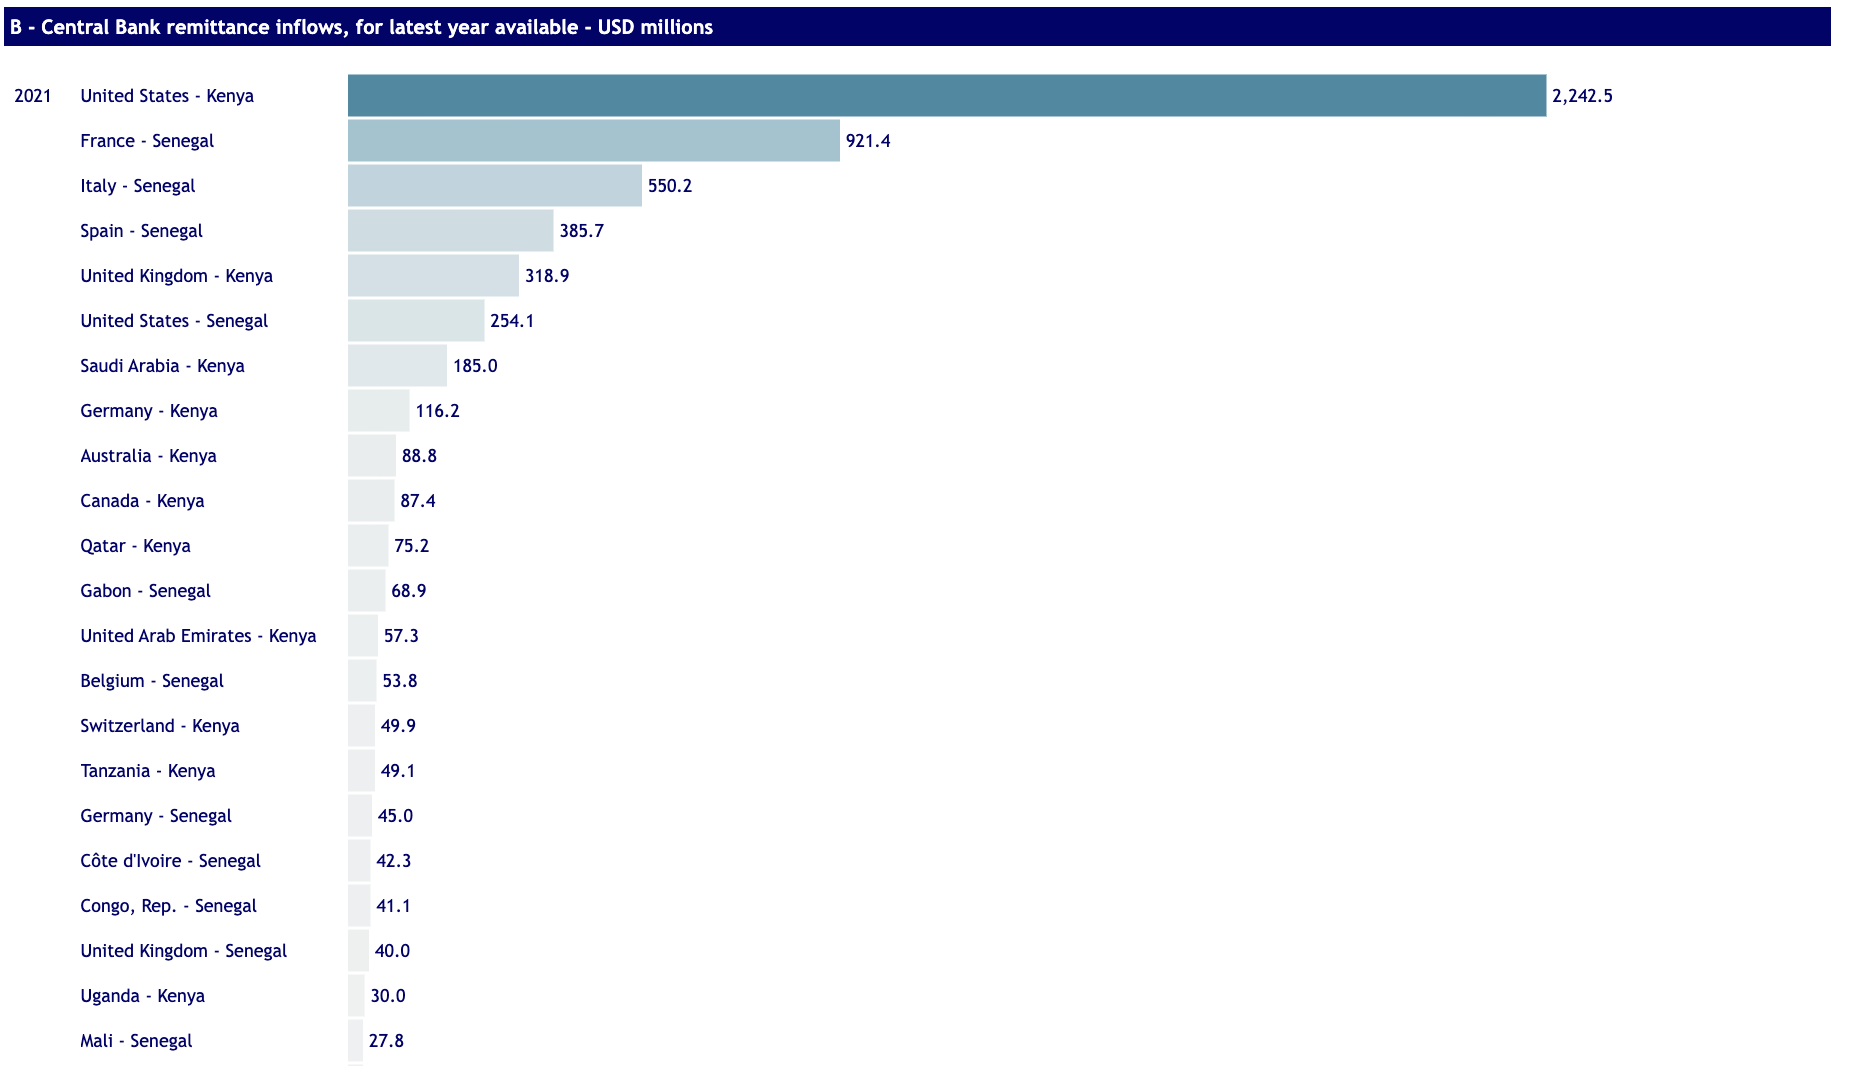 B - Central Bank remittance inflows, for latest year available - USD millions
2021 United States - Kenya 2,242.5
France - Senegal 921.4
Italy - Senegal 550.2
Spain - Senegal 385.7
United Kingdom - Kenya 318.9
United States - Senegal 254.1
Saudi Arabia - Kenya 185.0
Germany - Kenya 116.2
Australia - Kenya 88.8
Canada - Kenya 87.4
Qatar - Kenya 75.2
Gabon - Senegal 68.9
United Arab Emirates - Kenya 57.3
Belgium - Senegal 53.8
Switzerland - Kenya 49.9
Tanzania - Kenya 49.1
Germany - Senegal 45.0
Côte d'Ivoire - Senegal 42.3
Congo, Rep. - Senegal 41.1
United Kingdom - Senegal 40.0
Uganda - Kenya 30.0
Mali - Senegal 27.8